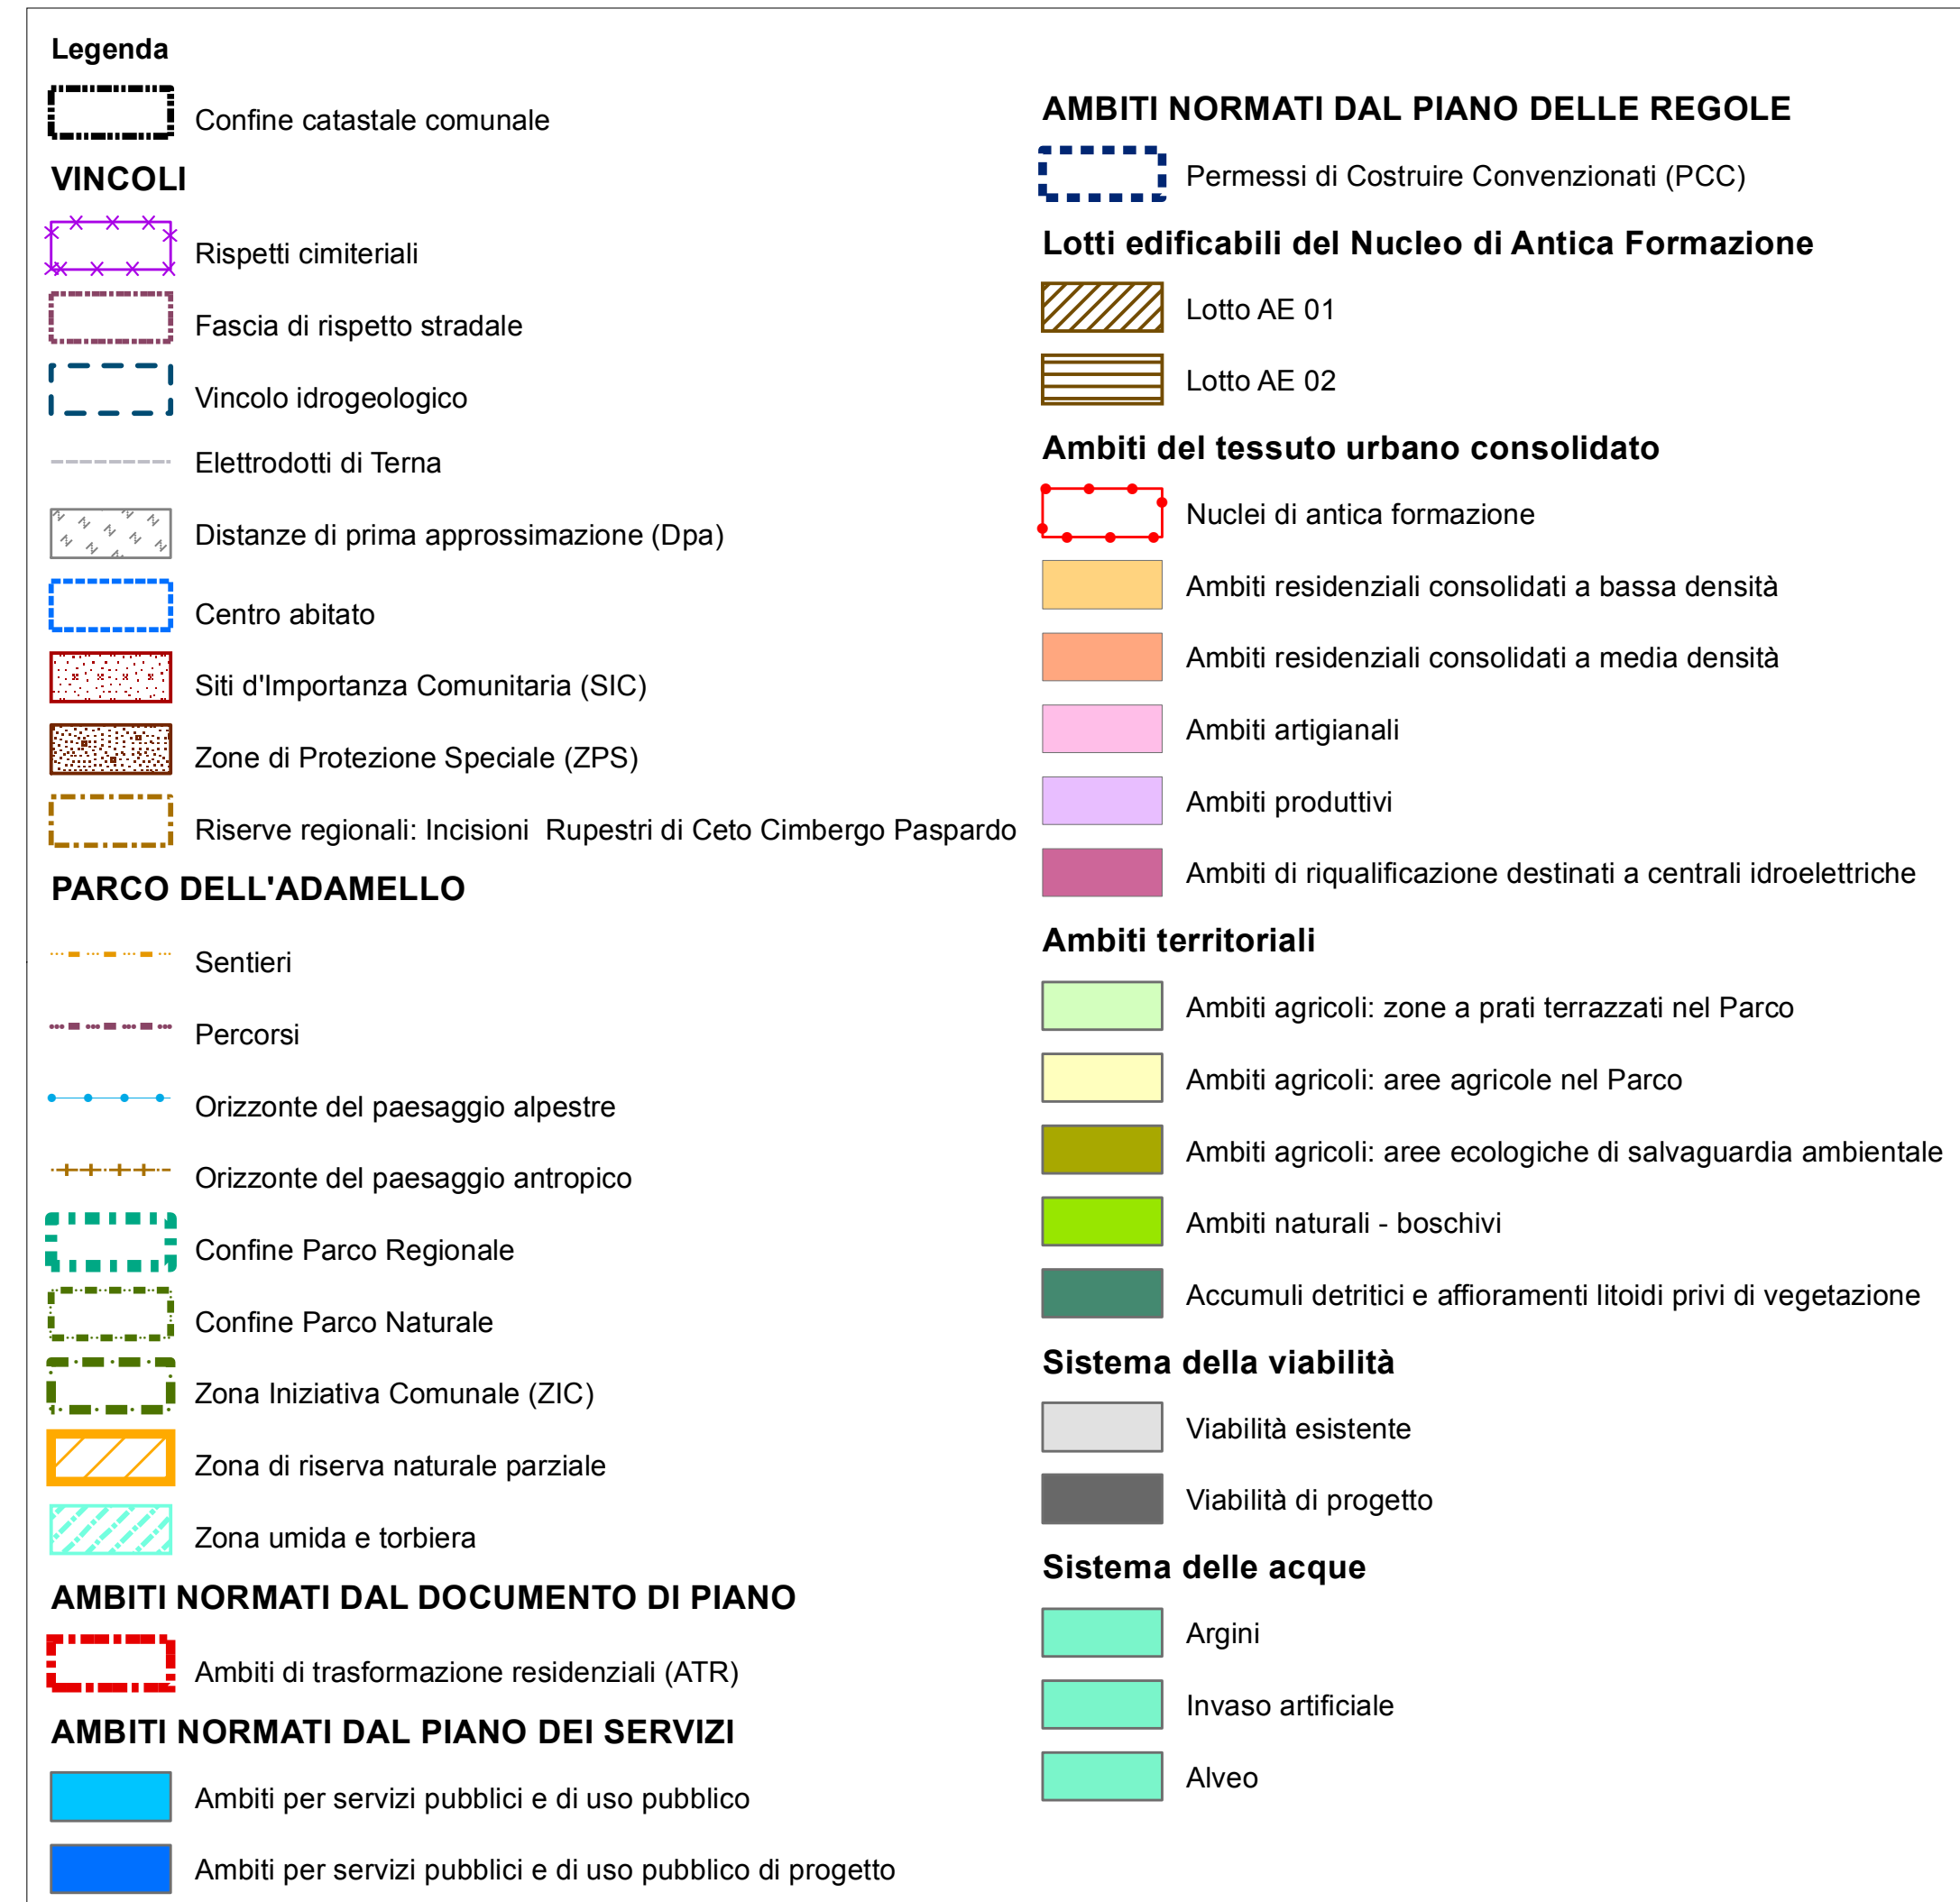 Legenda
Confine catastale comunale
VINCOLI
Rispetti cimiteriali
Fascia di rispetto stradale
Vincolo idrogeologico
Elettrodotti di Terna
Distanze di prima approssimazione (Dpa)
Centro abitato
Siti d'Importanza Comunitaria (SIC)
Zone di Protezione Speciale (ZPS)
Riserve regionali: Incisioni  Rupestri di Ceto Cimbergo Paspardo
PARCO DELL'ADAMELLO
Sentieri
Percorsi
Orizzonte del paesaggio alpestre
Orizzonte del paesaggio antropico
Confine Parco Regionale
Confine Parco Naturale
Zona Iniziativa Comunale (ZIC)
Zona di riserva naturale parziale
Zona umida e torbiera
AMBITI NORMATI DAL DOCUMENTO DI PIANO
Ambiti di trasformazione residenziali (ATR)
AMBITI NORMATI DAL PIANO DEI SERVIZI
Ambiti per servizi pubblici e di uso pubblico
Ambiti per servizi pubblici e di uso pubblico di progetto
AMBITI NORMATI DAL PIANO DELLE REGOLE
Permessi di Costruire Convenzionati (PCC)
Lotti edificabili del Nucleo di Antica Formazione
Lotto AE 01
Lotto AE 02
Ambiti del tessuto urbano consolidato
Nuclei di antica formazione
Ambiti residenziali consolidati a bassa densità
Ambiti residenziali consolidati a media densità
Ambiti artigianali
Ambiti produttivi
Ambiti di riqualificazione destinati a centrali idroelettriche
Ambiti territoriali
Ambiti agricoli: zone a prati terrazzati nel Parco
Ambiti agricoli: aree agricole nel Parco
Ambiti agricoli: aree ecologiche di salvaguardia ambientale
Ambiti naturali - boschivi
Accumuli detritici e affioramenti litoidi privi di vegetazione
Sistema della viabilità
Viabilità esistente
Viabilità di progetto
Sistema delle acque
Argini
Invaso artificiale
Alveo